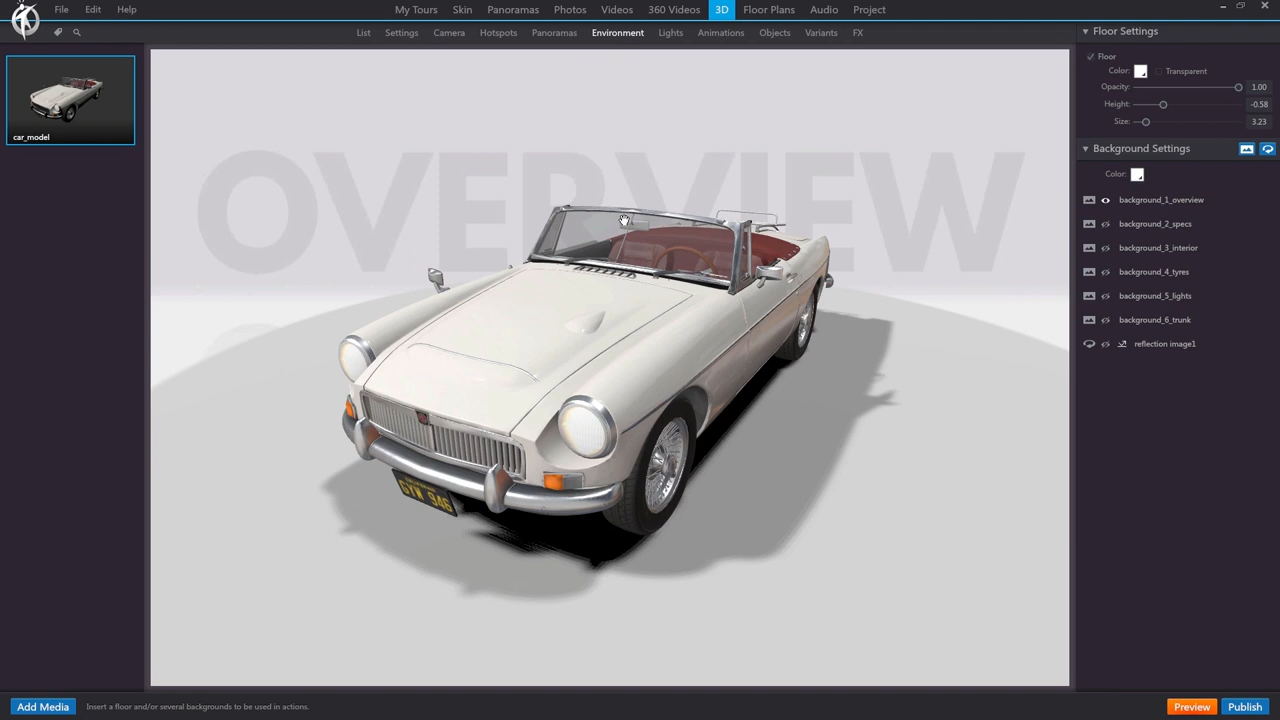 File Edit Help My Tours Skin Panoramas Photos Videos 360 Videos 3D Floor Plans Audio Project
List Settings Camera Hotspots Panoramas Environment Lights Animations Objects Variants FX
car_model
OVERVIEW
GYM 946
Floor Settings
Floor
Color: Transparent
Opacity: 1.00
Height: -0.58
Size: 3.23
Background Settings
Color:
background_1_overview
background_2_specs
background_3_interior
background_4_tyres
background_5_lights
background_6_trunk
reflection image1
Add Media Insert a floor and/or several backgrounds to be used in actions. Preview Publish